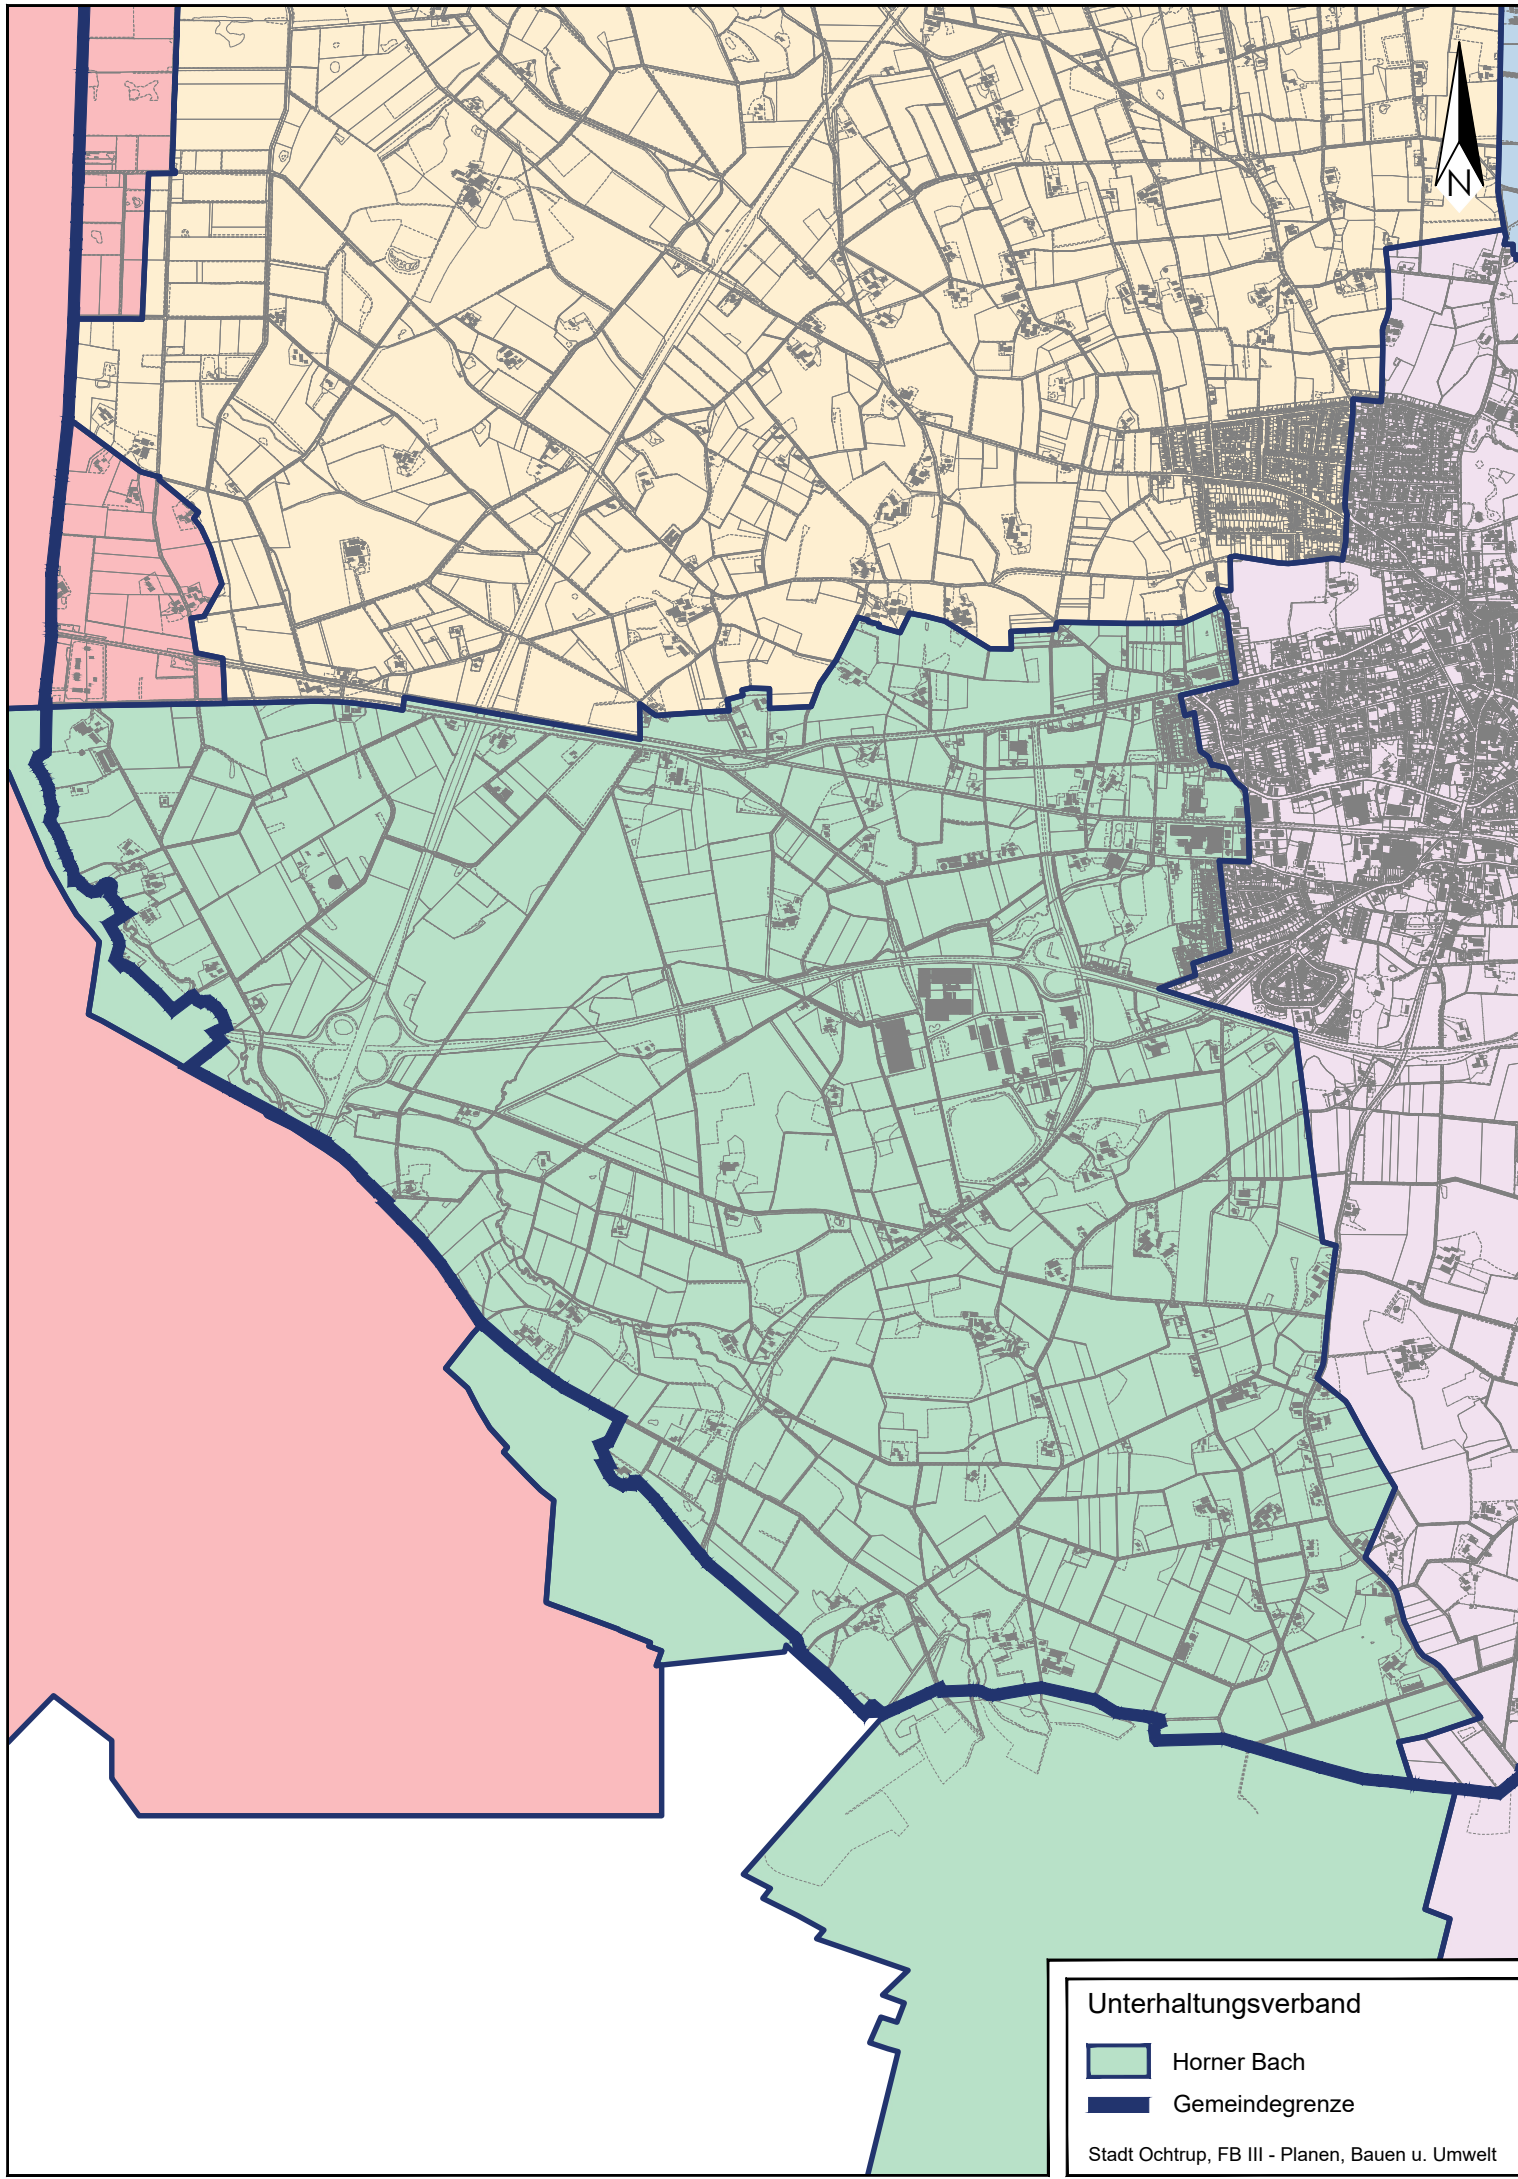 N
Unterhaltungsverband
Horner Bach
Gemeindegrenze
Stadt Ochtrup, FB III - Planen, Bauen u. Umwelt